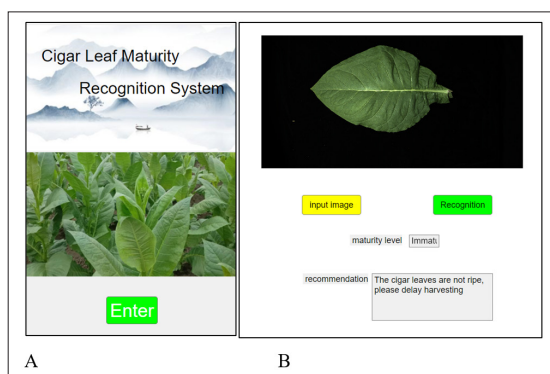 Cigar Leaf Maturity
Recognition System
Enter
input image
Recognition
maturity level
recommendation
The cigar leaves are not ripe,
please delay harvesting
A
B